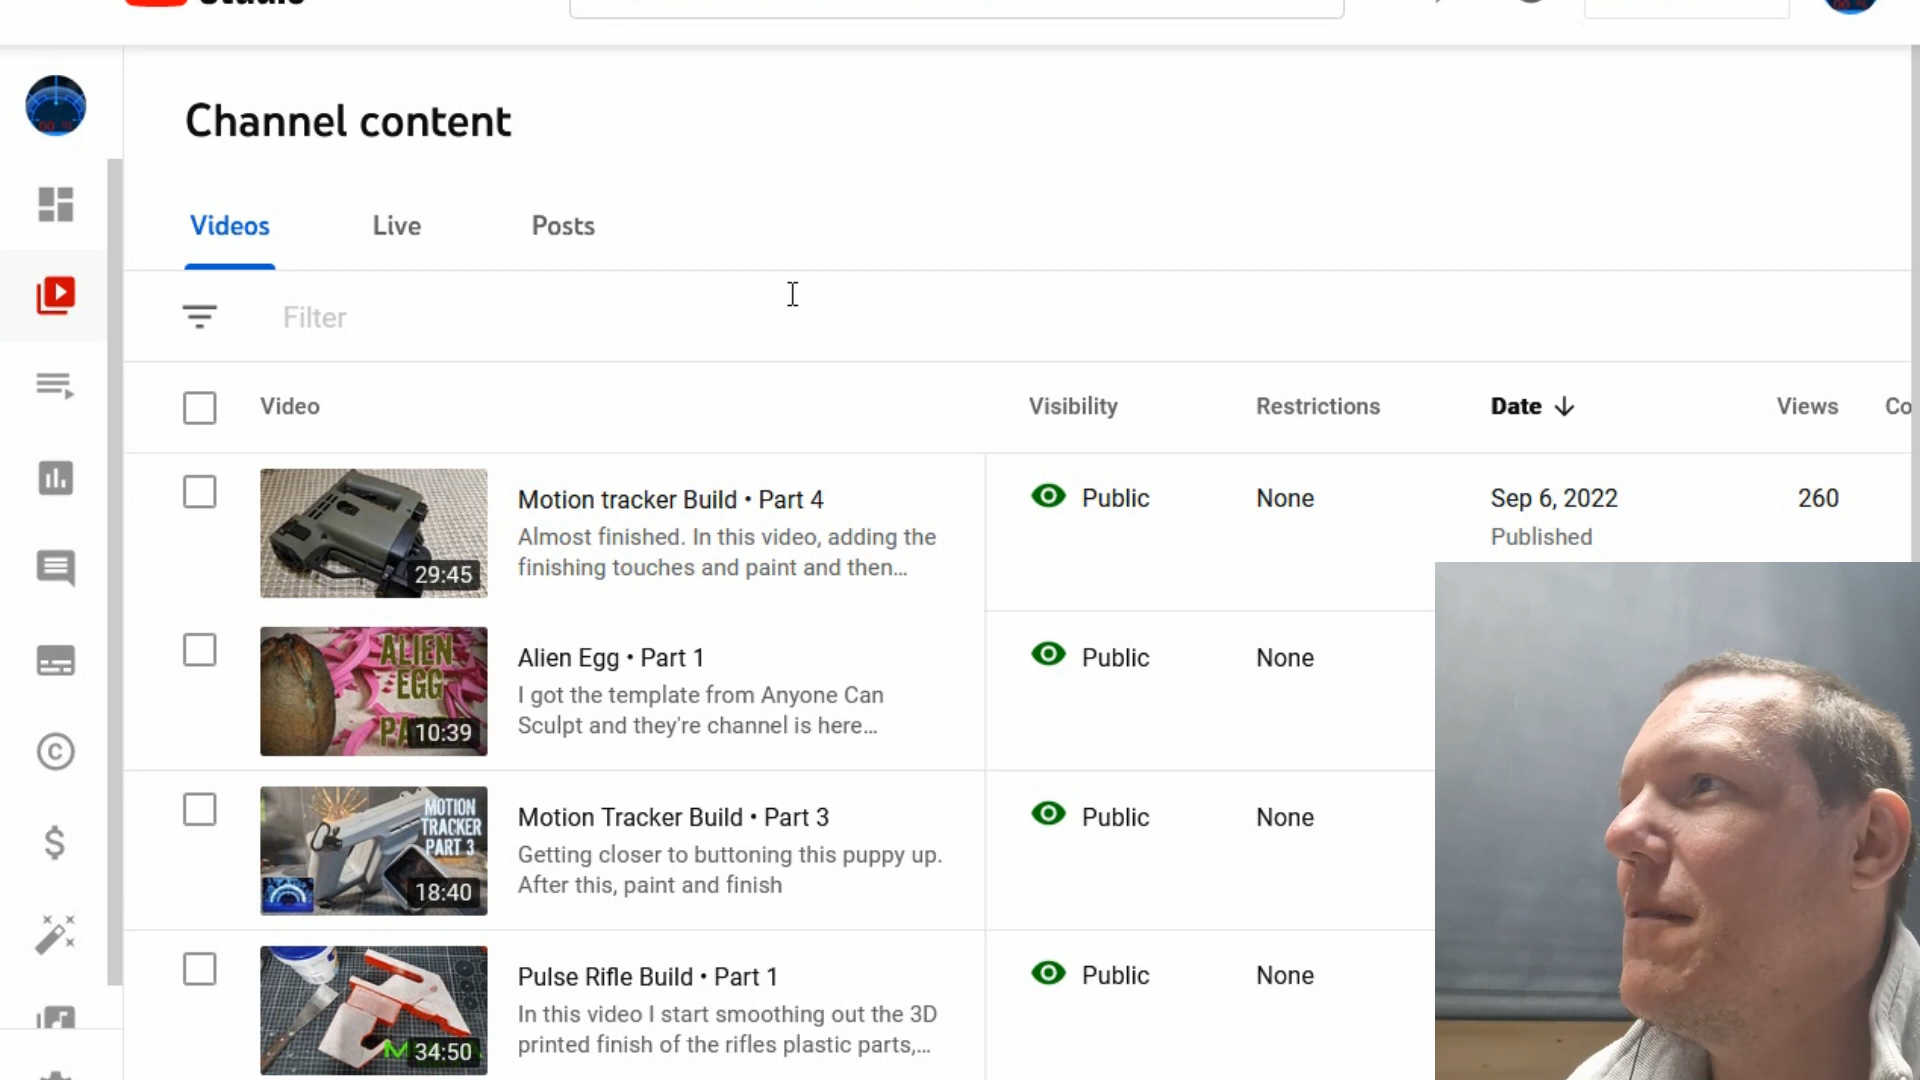 Studio
Channel content
Videos
Live
Posts
Filter
Video
Visibility
Restrictions
Date
Views
Co
29:45
Motion tracker Build • Part 4
Almost finished. In this video, adding the
finishing touches and paint and then...
Public
None
Sep 6, 2022
Published
260
ALIEN
EGG
10:39
Alien Egg • Part 1
I got the template from Anyone Can
Sculpt and they're channel is here...
Public
None
MOTION
TRACKER
PART 3
18:40
Motion Tracker Build • Part 3
Getting closer to buttoning this puppy up.
After this, paint and finish
Public
None
34:50
Pulse Rifle Build • Part 1
In this video I start smoothing out the 3D
printed finish of the rifles plastic parts,...
Public
None